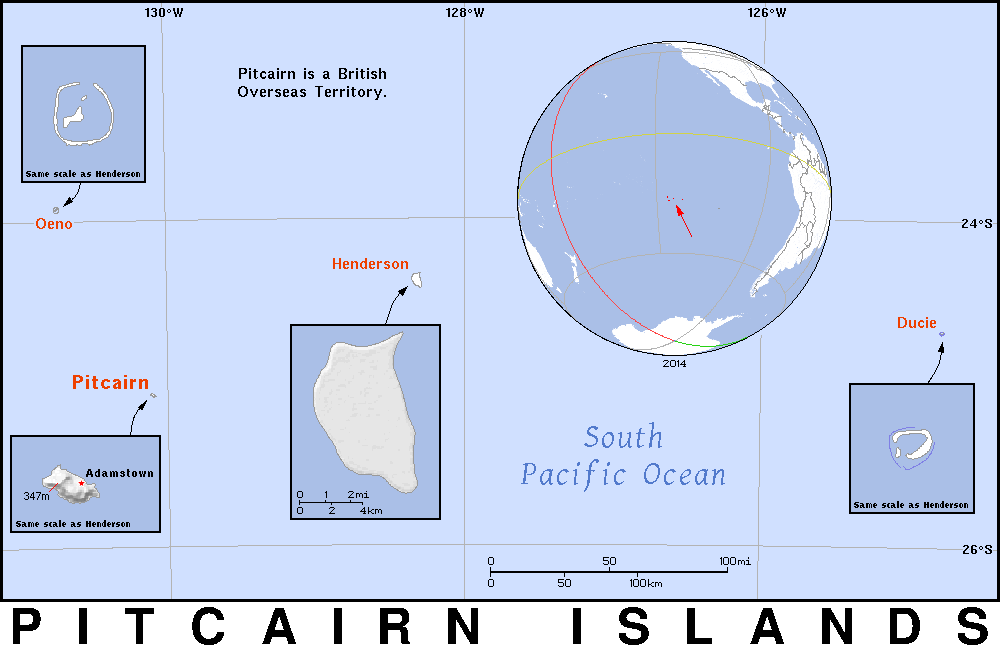 130°W
128°W
126°W
Pitcairn is a British
Overseas Territory.
Same scale as Henderson
Oeno
24°S
Henderson
Ducie
2014
Pitcairn
South
Pacific Ocean
Adamstown
347m
Same scale as Henderson
0 1 2mi
0 2 4km
Same scale as Henderson
26°S
0 50 100mi
0 50 100km
PITCAIRN ISLANDS